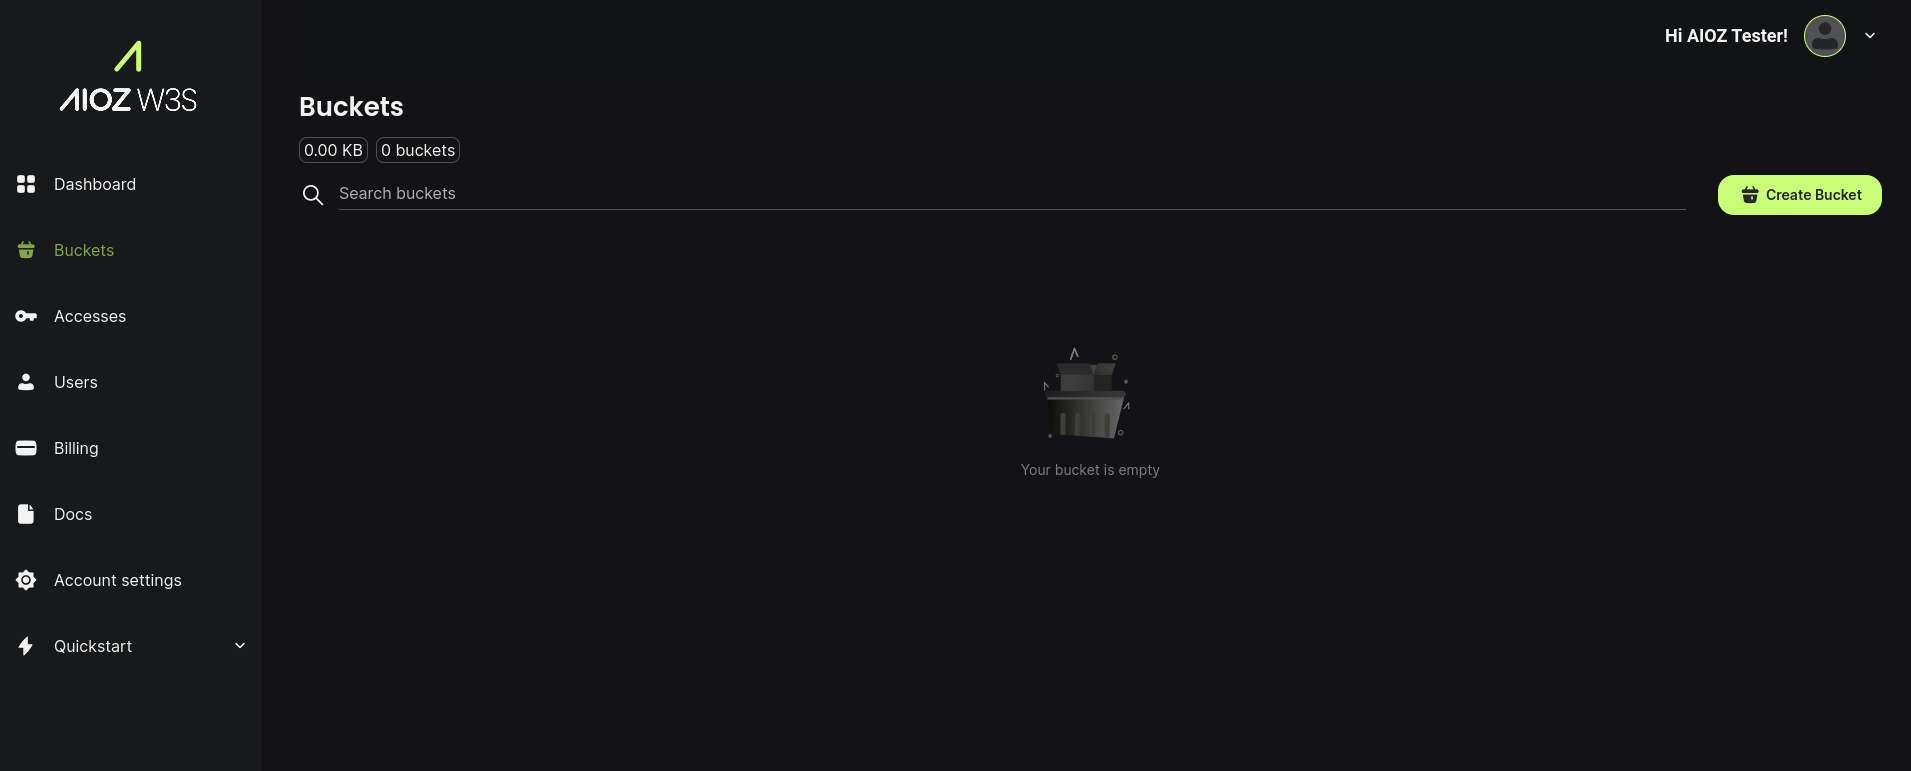 Hi AIOZ Tester!
AIOZ W3S
Buckets
0.00 KB 0 buckets
Search buckets
Create Bucket
Dashboard
Buckets
Accesses
Users
Billing
Docs
Account settings
Quickstart
Your bucket is empty